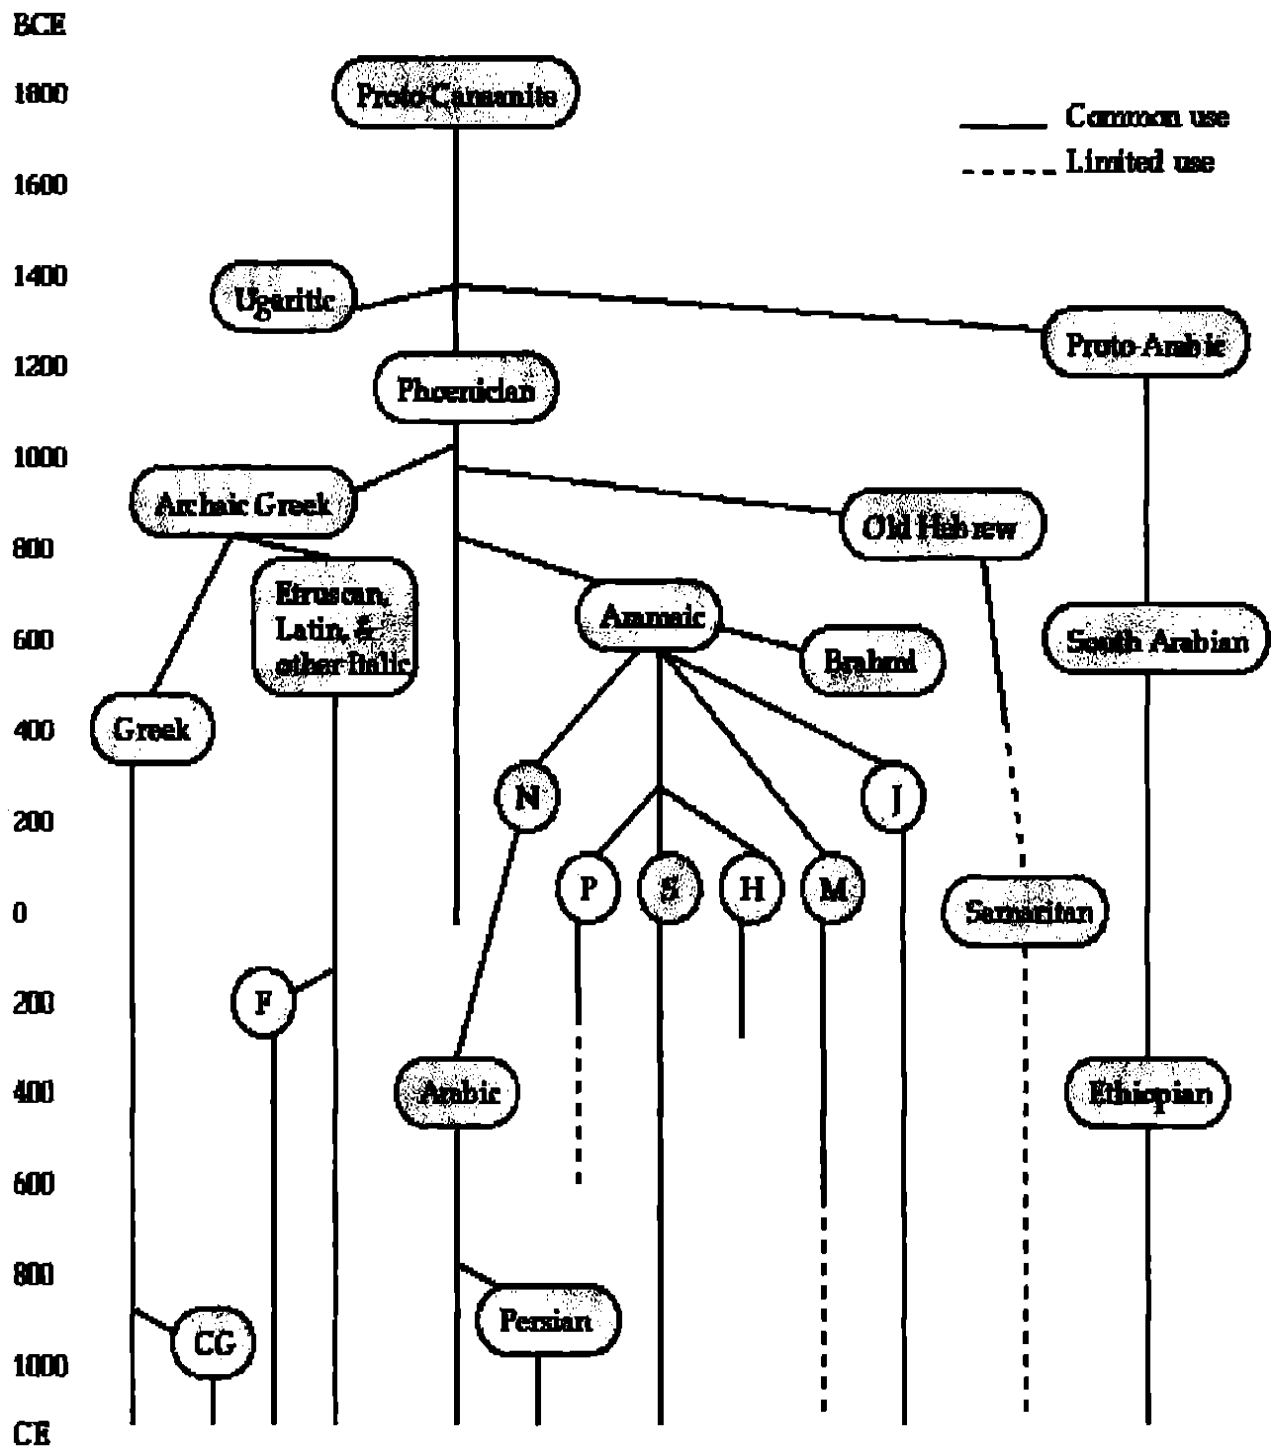 BCE
1800
Proto-Canaanite
Common use
Limited use
1600
1400
Ugaritic
Proto-Arabic
1200
Phoenician
1000
Archaic Greek
Old Hebrew
800
Etruscan,
Latin, &
other Italic
Aramaic
600
South Arabian
Brahmi
400
Greek
N
J
200
P
S
H
M
0
Samaritan
200
F
400
Arabic
Ethiopian
600
800
Persian
CG
1000
CE